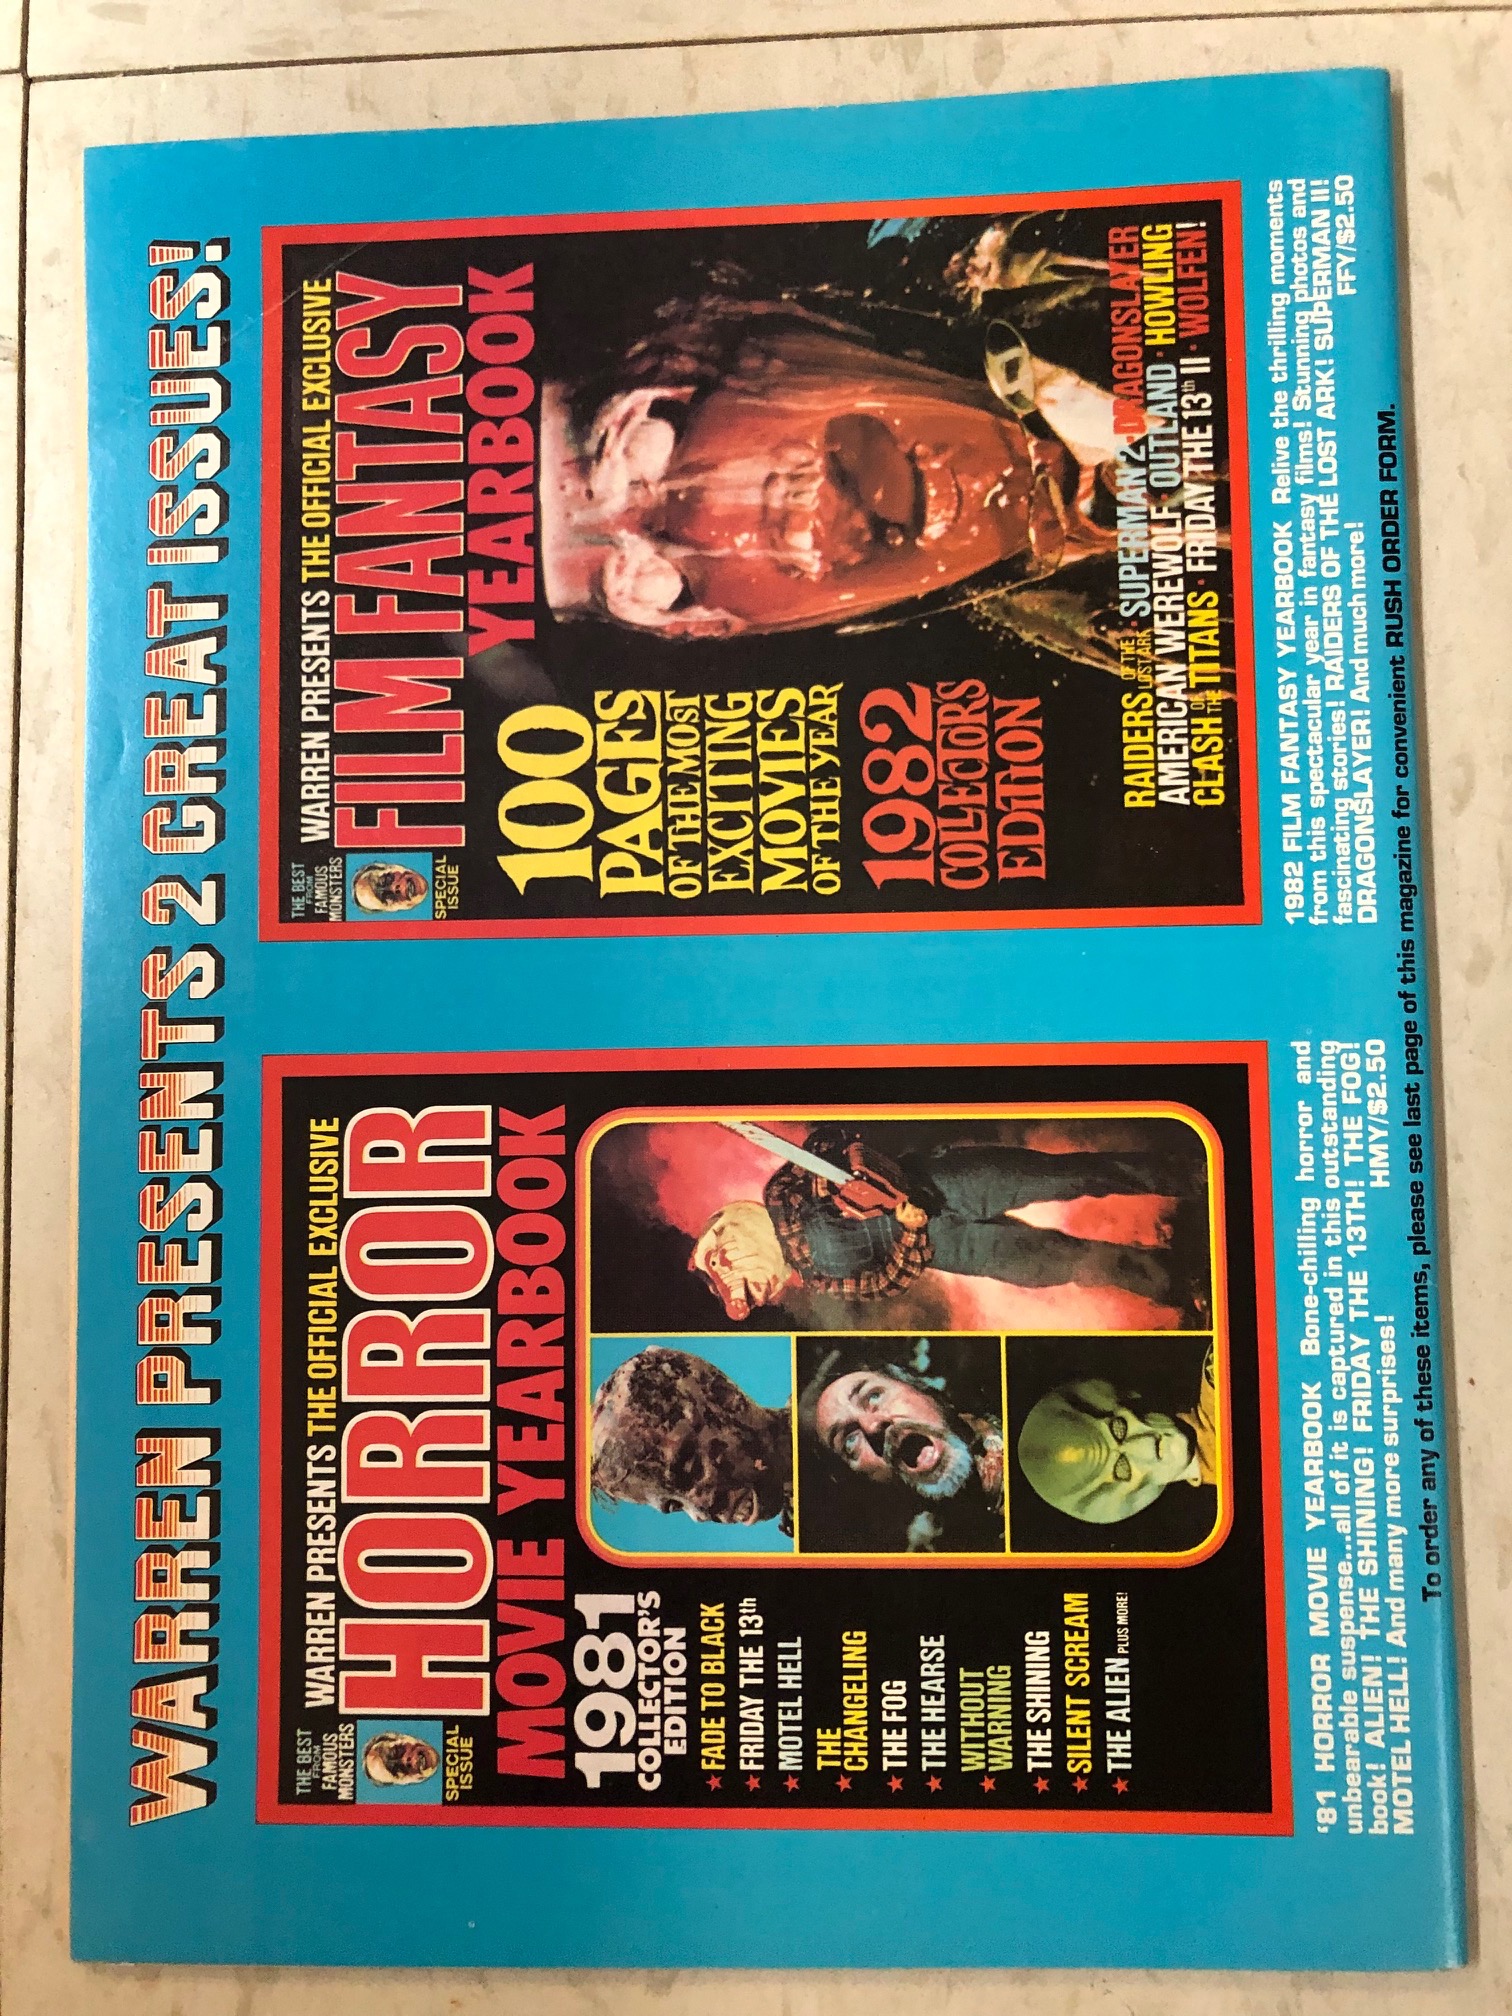 WARREN PRESENTS 2 GREAT ISSUES!
THE BEST
FROM
FAMOUS
MONSTERS
SPECIAL
ISSUE
WARREN PRESENTS THE OFFICIAL EXCLUSIVE
HORROR
MOVIE YEARBOOK
1981
COLLECTOR'S
EDITION
★ FADE TO BLACK
★ FRIDAY THE 13th
★ MOTEL HELL
★ THE
CHANGELING
★ THE FOG
★ THE HEARSE
★ WITHOUT
WARNING
★ THE SHINING
★ SILENT SCREAM
★ THE ALIEN PLUS MORE!
'81 HORROR MOVIE YEARBOOK Bone-chilling horror and
unbearable suspense...all of it is captured in this outstanding
book! ALIEN! THE SHINING! FRIDAY THE 13TH! THE FOG!
MOTEL HELL! And many more surprises! HMY/$2.50
THE BEST
FROM
FAMOUS
MONSTERS
SPECIAL
ISSUE
WARREN PRESENTS THE OFFICIAL EXCLUSIVE
FILM FANTASY
YEARBOOK
100
PAGES
OF THE MOST
EXCITING
MOVIES
OF THE YEAR
1982
COLLECTORS
EDITION
RAIDERS OF THE LOST ARK · SUPERMAN 2 · DRAGONSLAYER
AMERICAN WEREWOLF · OUTLAND · HOWLING
CLASH OF THE TITANS · FRIDAY THE 13th II · WOLFEN!
1982 FILM FANTASY YEARBOOK Relive the thrilling moments
from this spectacular year in fantasy films! Stunning photos and
fascinating stories! RAIDERS OF THE LOST ARK! SUPERMAN II!
DRAGONSLAYER! And much more! FFY/$2.50
To order any of these items, please see last page of this magazine for convenient RUSH ORDER FORM.